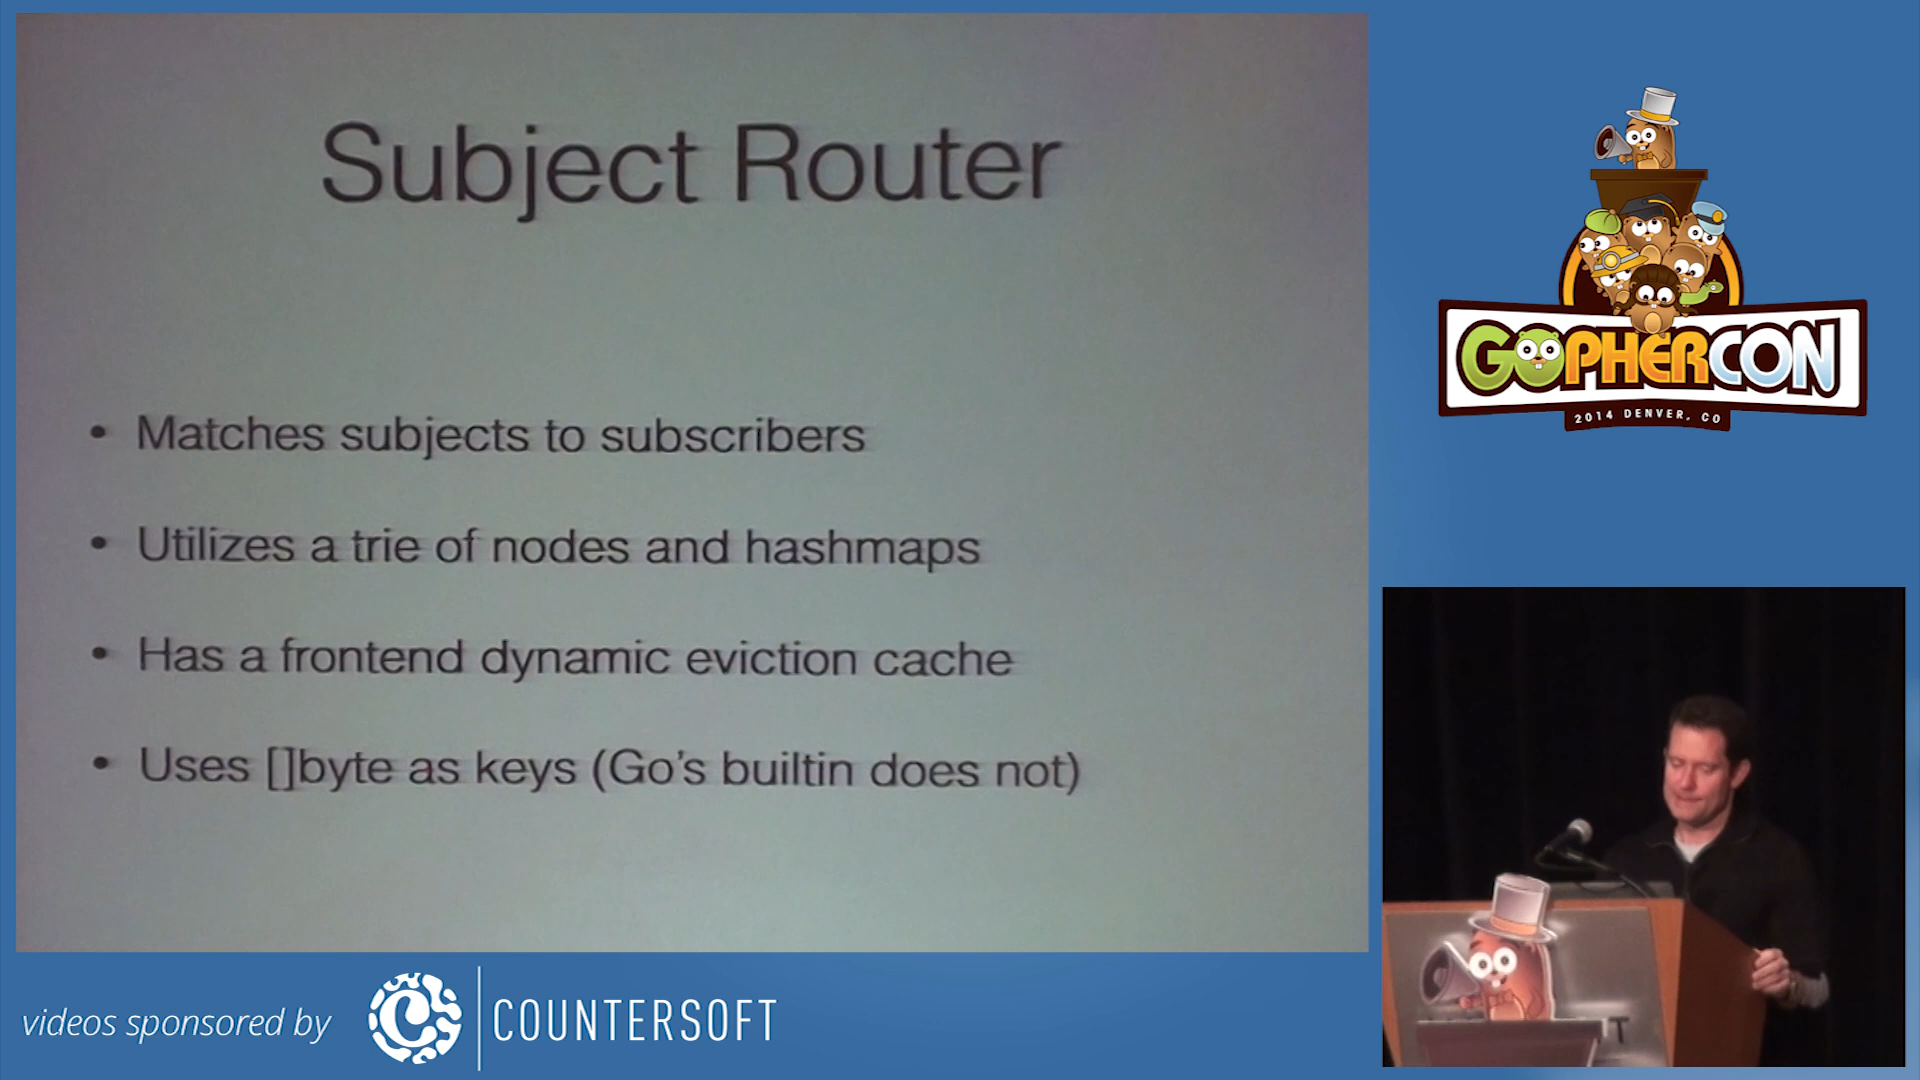 Subject Router
• Matches subjects to subscribers
• Utilizes a trie of nodes and hashmaps
• Has a frontend dynamic eviction cache
• Uses []byte as keys (Go's builtin does not)
GOPHERCON
2014 DENVER, CO
videos sponsored by
COUNTERSOFT